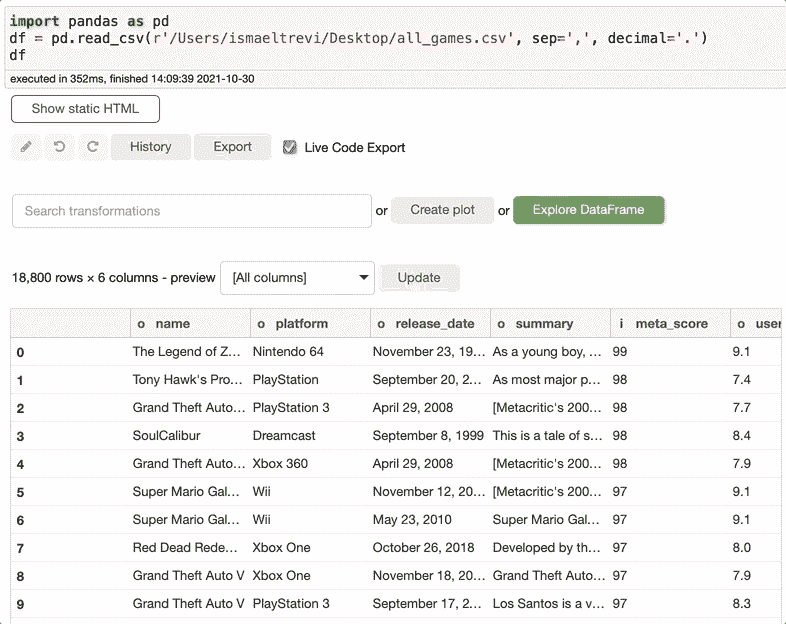 import pandas as pd
df = pd.read_csv(r'/Users/ismaeltrevi/Desktop/all_games.csv', sep=',', decimal='.')
df
executed in 352ms, finished 14:09:39 2021-10-30
Show static HTML
History Export Live Code Export
Search transformations or Create plot or Explore DataFrame
18,800 rows × 6 columns - preview [All columns] Update
o name o platform o release_date o summary i meta_score o user
0 The Legend of Z... Nintendo 64 November 23, 19... As a young boy, ... 99 9.1
1 Tony Hawk's Pro... PlayStation September 20, 2... As most major p... 98 7.4
2 Grand Theft Auto... PlayStation 3 April 29, 2008 [Metacritic's 200... 98 7.7
3 SoulCalibur Dreamcast September 8, 1999 This is a tale of s... 98 8.4
4 Grand Theft Auto... Xbox 360 April 29, 2008 [Metacritic's 200... 98 7.9
5 Super Mario Gal... Wii November 12, 20... [Metacritic's 200... 97 9.1
6 Super Mario Gal... Wii May 23, 2010 Super Mario Gal... 97 9.1
7 Red Dead Rede... Xbox One October 26, 2018 Developed by th... 97 8.0
8 Grand Theft Auto V Xbox One November 18, 20... Grand Theft Auto... 97 7.9
9 Grand Theft Auto V PlayStation 3 September 17, 2... Los Santos is a v... 97 8.3